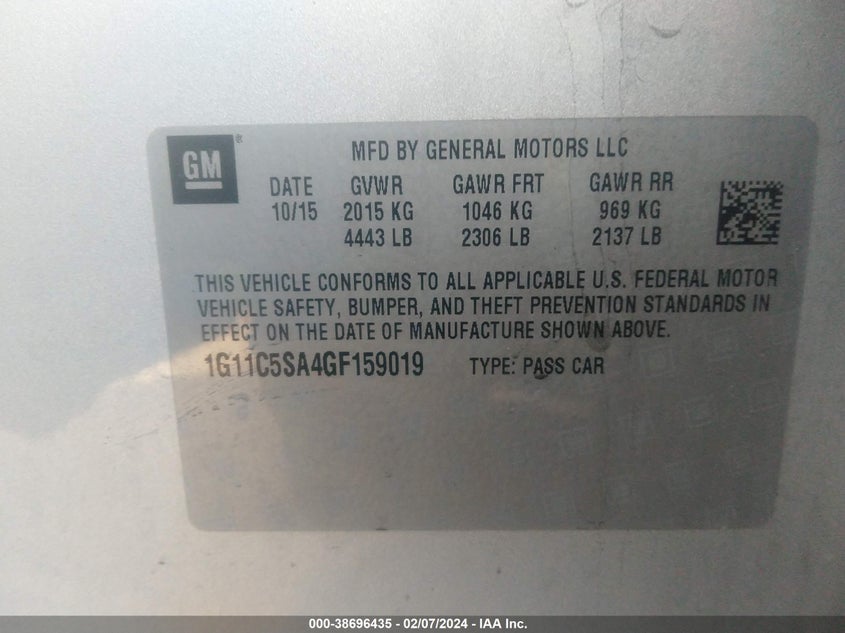 GM®
MFD BY GENERAL MOTORS LLC
DATE GVWR GAWR FRT GAWR RR
10/15 2015 KG 1046 KG 969 KG
4443 LB 2306 LB 2137 LB
THIS VEHICLE CONFORMS TO ALL APPLICABLE U.S. FEDERAL MOTOR
VEHICLE SAFETY, BUMPER, AND THEFT PREVENTION STANDARDS IN
EFFECT ON THE DATE OF MANUFACTURE SHOWN ABOVE.
1G11C5SA4GF159019 TYPE: PASS CAR
000-38696435 - 02/07/2024 - IAA Inc.